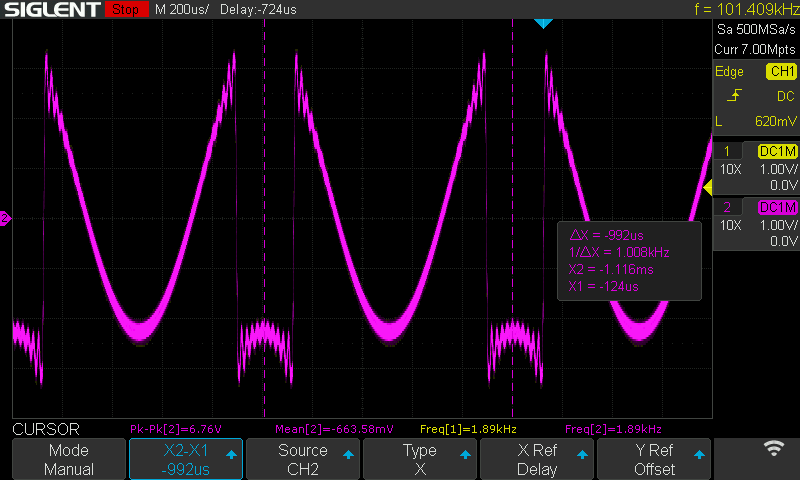 SIGLENT Stop M 200us/ Delay:-724us f = 101.409kHz
Sa 500MSa/s
Curr 7.00Mpts
Edge CH1
DC
L 620mV
1 DC1M
10X 1.00V/
0.0V
2 DC1M
10X 1.00V/
0.0V
2
ΔX = -992us
1/ΔX = 1.008kHz
X2 = -1.116ms
X1 = -124us
CURSOR Pk-Pk[2]=6.76V Mean[2]=-663.58mV Freq[1]=1.89kHz Freq[2]=1.89kHz
Mode X2-X1 Source Type X Ref Y Ref
Manual -992us CH2 X Delay Offset